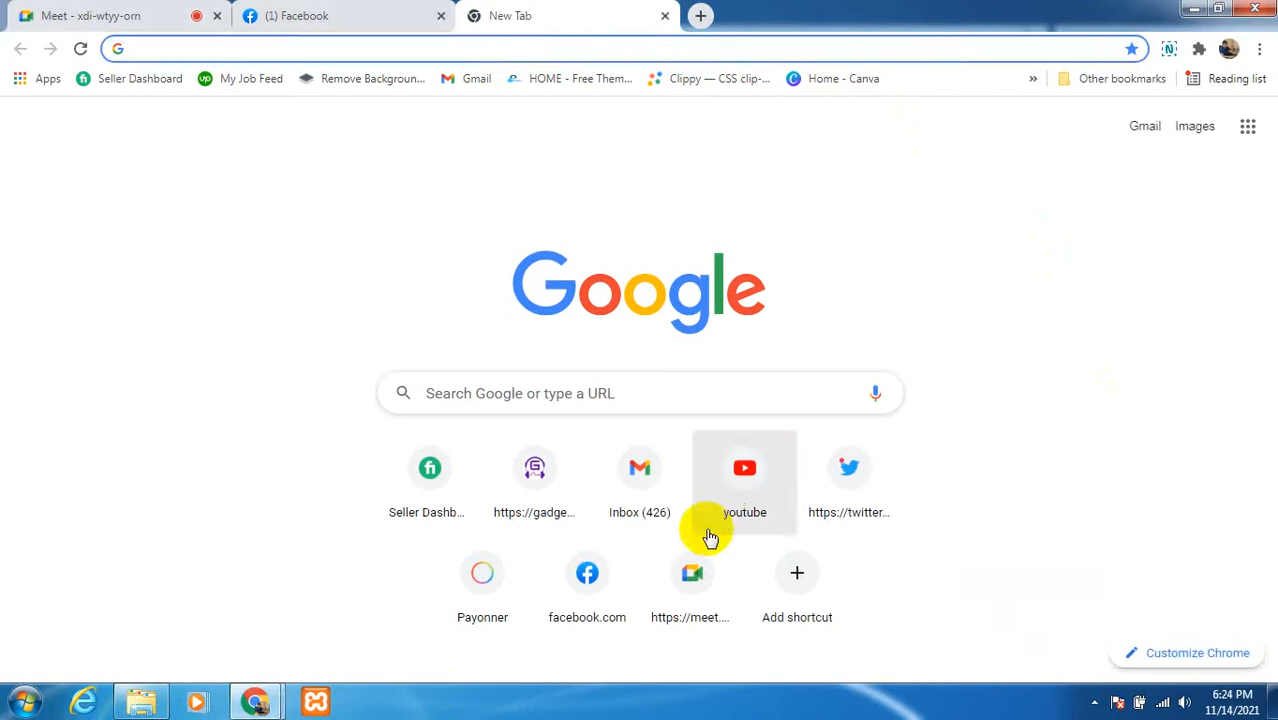 Meet - xdi-wtyy-orn
(1) Facebook
New Tab
Apps
Seller Dashboard
My Job Feed
Remove Backgroun...
Gmail
HOME - Free Them...
Clippy — CSS clip-...
Home - Canva
»
Other bookmarks
Reading list
Gmail
Images
Google
Search Google or type a URL
Seller Dashb...
https://gadge...
Inbox (426)
youtube
https://twitter...
Payonner
facebook.com
https://meet....
Add shortcut
Customize Chrome
6:24 PM
11/14/2021